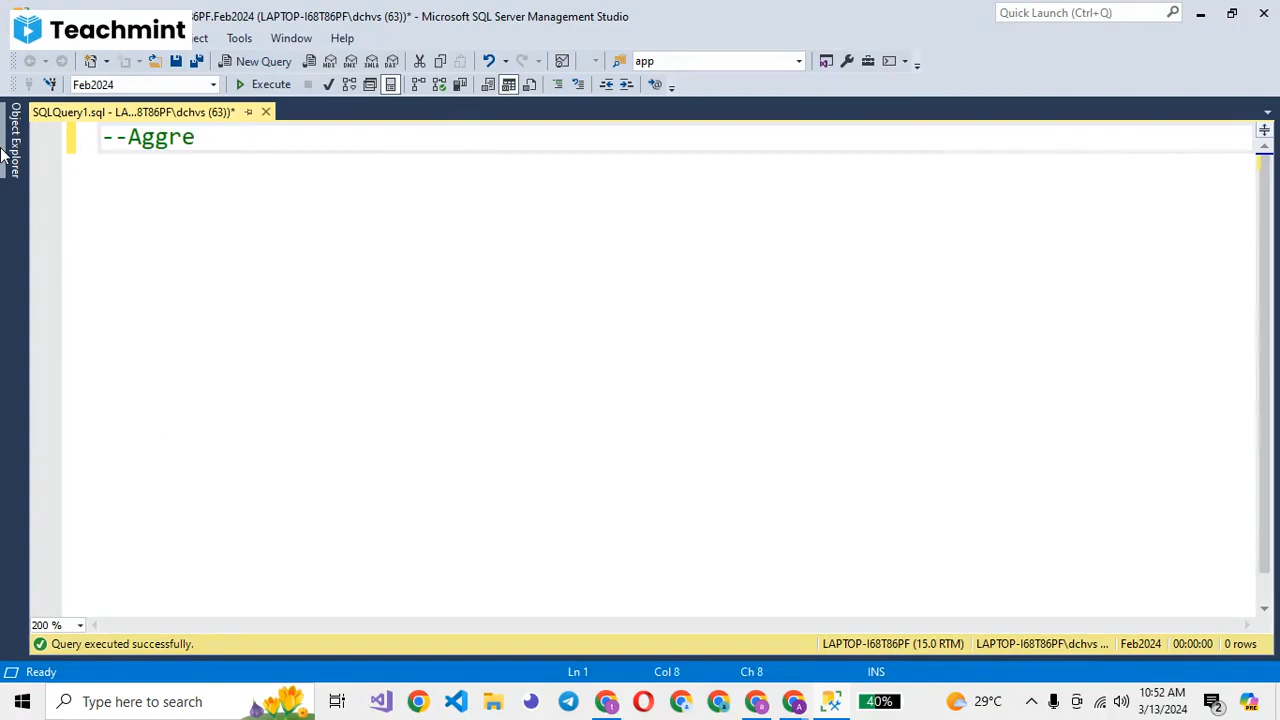 Teachmint
6PF.Feb2024 (LAPTOP-I68T86PF\dchvs (63))* - Microsoft SQL Server Management Studio
Quick Launch (Ctrl+Q)
Tools Window Help
New Query
app
Feb2024
Execute
SQLQuery1.sql - LA...8T86PF\dchvs (63))*
Object Explorer
--Aggre
200 %
Query executed successfully.
LAPTOP-I68T86PF (15.0 RTM) LAPTOP-I68T86PF\dchvs ... Feb2024 00:00:00 0 rows
Ready Ln 1 Col 8 Ch 8 INS
Type here to search
40%
29°C
10:52 AM
3/13/2024
2
PRE